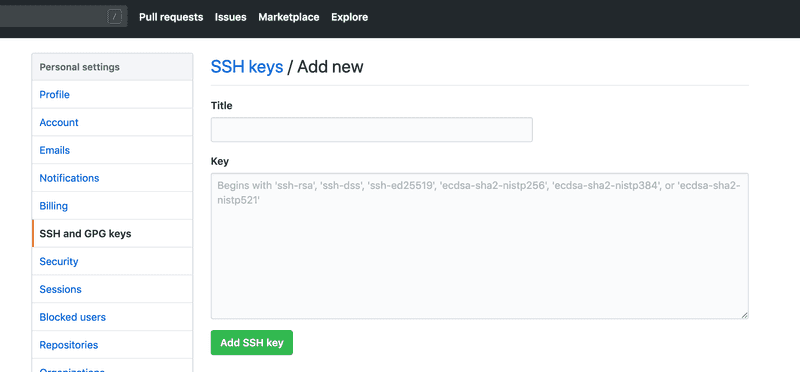 / Pull requests Issues Marketplace Explore
Personal settings
Profile
Account
Emails
Notifications
Billing
SSH and GPG keys
Security
Sessions
Blocked users
Repositories
Organizations
SSH keys / Add new
Title
Key
Begins with 'ssh-rsa', 'ssh-dss', 'ssh-ed25519', 'ecdsa-sha2-nistp256', 'ecdsa-sha2-nistp384', or 'ecdsa-sha2-
nistp521'
Add SSH key